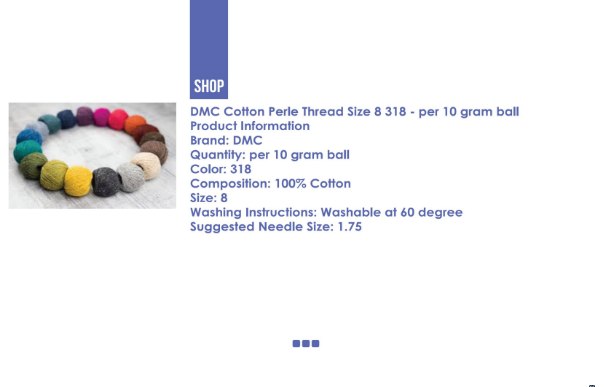 SHOP
DMC Cotton Perle Thread Size 8 318 - per 10 gram ball
Product Information
Brand: DMC
Quantity: per 10 gram ball
Color: 318
Composition: 100% Cotton
Size: 8
Washing Instructions: Washable at 60 degree
Suggested Needle Size: 1.75